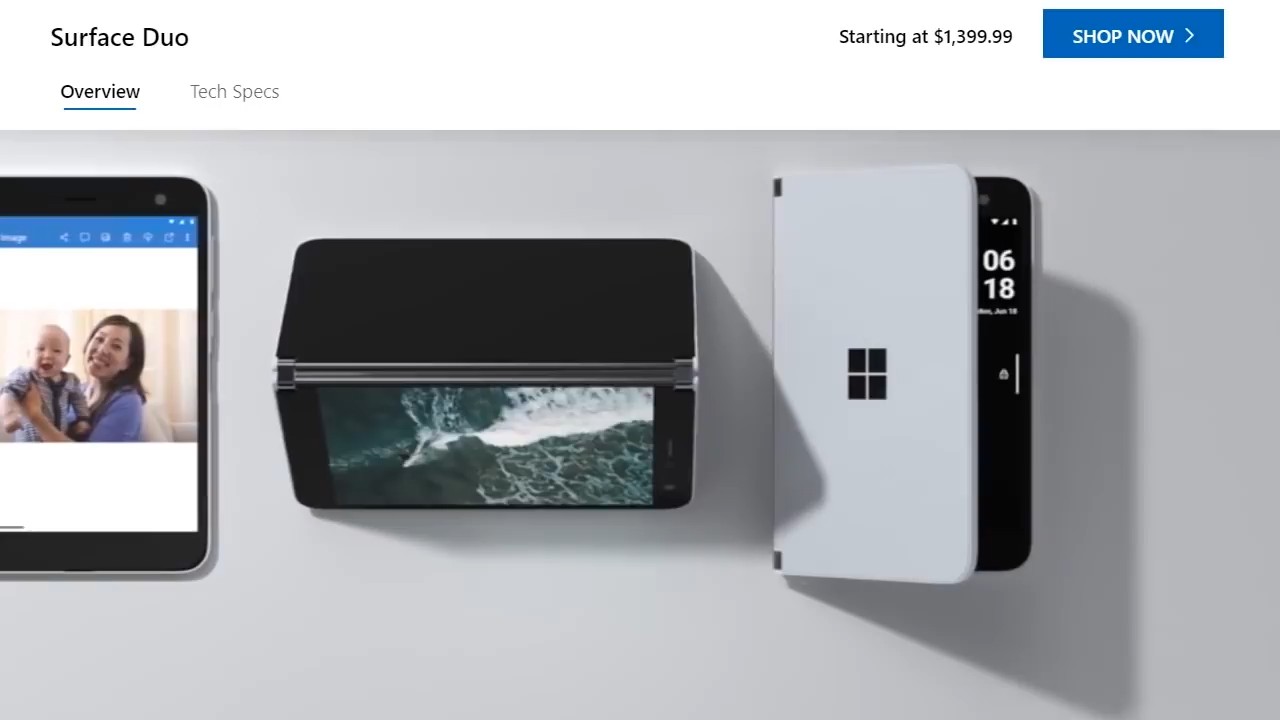 Surface Duo
Starting at $1,399.99
SHOP NOW
Overview
Tech Specs
06
18